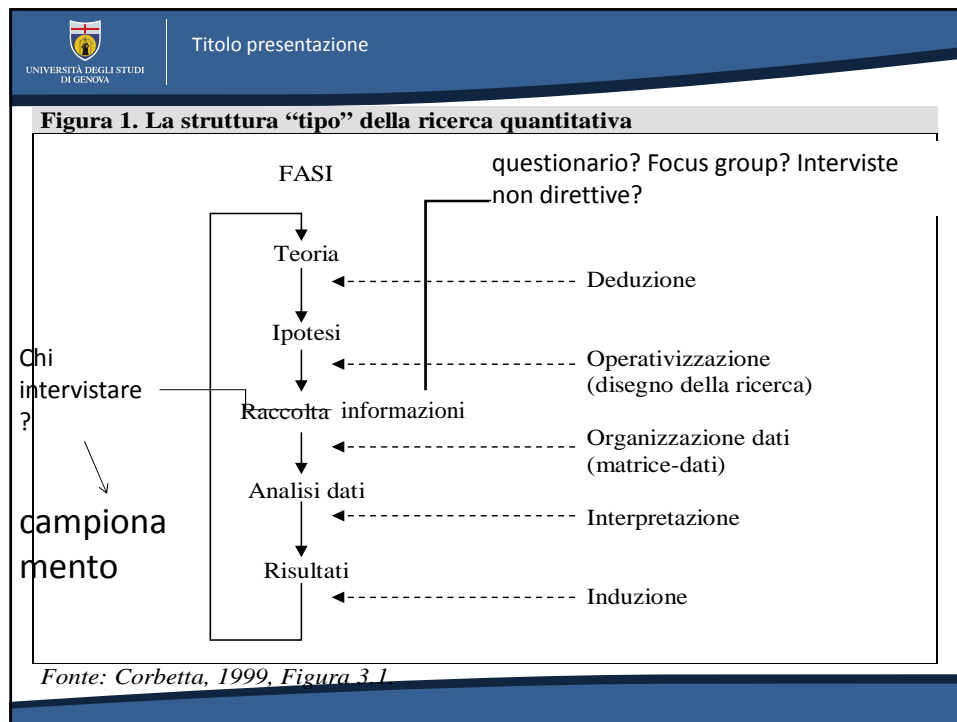 UNIVERSITÀ DEGLI STUDI
DI GENOVA
Titolo presentazione
Figura 1. La struttura “tipo” della ricerca quantitativa
questionario? Focus group? Interviste
non direttive?
FASI
Teoria
Deduzione
Ipotesi
Chi
intervistare
?
Operativizzazione
(disegno della ricerca)
Raccolta informazioni
Organizzazione dati
(matrice-dati)
Analisi dati
campiona
mento
Interpretazione
Risultati
Induzione
Fonte: Corbetta, 1999, Figura 3.1.